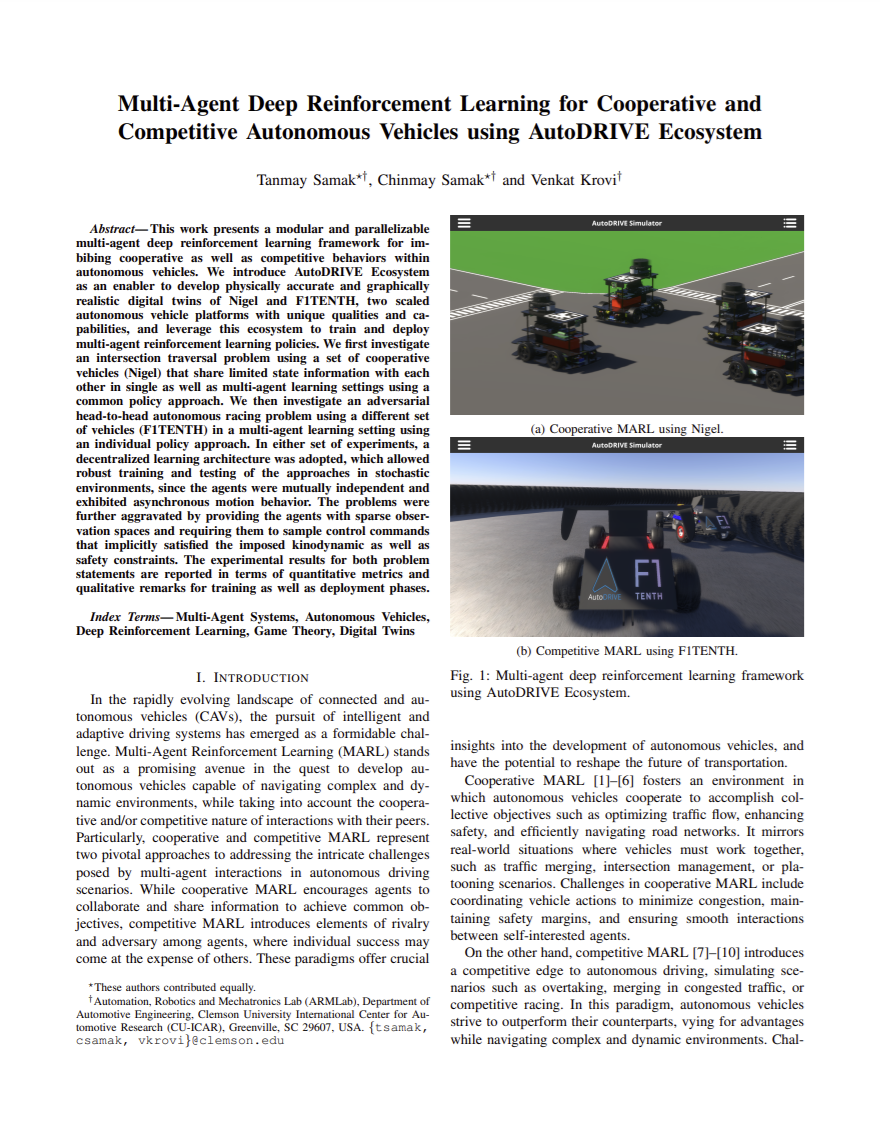 Multi-Agent Deep Reinforcement Learning for Cooperative and
Competitive Autonomous Vehicles using AutoDRIVE Ecosystem
Tanmay Samak⋆†, Chinmay Samak⋆† and Venkat Krovi†
Abstract— This work presents a modular and parallelizable
multi-agent deep reinforcement learning framework for im-
bibing cooperative as well as competitive behaviors within
autonomous vehicles. We introduce AutoDRIVE Ecosystem
as an enabler to develop physically accurate and graphically
realistic digital twins of Nigel and F1TENTH, two scaled
autonomous vehicle platforms with unique qualities and ca-
pabilities, and leverage this ecosystem to train and deploy
multi-agent reinforcement learning policies. We first investigate
an intersection traversal problem using a set of cooperative
vehicles (Nigel) that share limited state information with each
other in single as well as multi-agent learning settings using a
common policy approach. We then investigate an adversarial
head-to-head autonomous racing problem using a different set
of vehicles (F1TENTH) in a multi-agent learning setting using
an individual policy approach. In either set of experiments, a
decentralized learning architecture was adopted, which allowed
robust training and testing of the approaches in stochastic
environments, since the agents were mutually independent and
exhibited asynchronous motion behavior. The problems were
further aggravated by providing the agents with sparse obser-
vation spaces and requiring them to sample control commands
that implicitly satisfied the imposed kinodynamic as well as
safety constraints. The experimental results for both problem
statements are reported in terms of quantitative metrics and
qualitative remarks for training as well as deployment phases.
Index Terms— Multi-Agent Systems, Autonomous Vehicles,
Deep Reinforcement Learning, Game Theory, Digital Twins
I. INTRODUCTION
In the rapidly evolving landscape of connected and au-
tonomous vehicles (CAVs), the pursuit of intelligent and
adaptive driving systems has emerged as a formidable chal-
lenge. Multi-Agent Reinforcement Learning (MARL) stands
out as a promising avenue in the quest to develop au-
tonomous vehicles capable of navigating complex and dy-
namic environments, while taking into account the coopera-
tive and/or competitive nature of interactions with their peers.
Particularly, cooperative and competitive MARL represent
two pivotal approaches to addressing the intricate challenges
posed by multi-agent interactions in autonomous driving
scenarios. While cooperative MARL encourages agents to
collaborate and share information to achieve common ob-
jectives, competitive MARL introduces elements of rivalry
and adversary among agents, where individual success may
come at the expense of others. These paradigms offer crucial
⋆These authors contributed equally.
†Automation, Robotics and Mechatronics Lab (ARMLab), Department of
Automotive Engineering, Clemson University International Center for Au-
tomotive Research (CU-ICAR), Greenville, SC 29607, USA. {tsamak,
csamak, vkrovi}@clemson.edu
AutoDRIVE Simulator
(a) Cooperative MARL using Nigel.
AutoDRIVE Simulator
AutoDRIVE
F1
TENTH
(b) Competitive MARL using F1TENTH.
Fig. 1: Multi-agent deep reinforcement learning framework
using AutoDRIVE Ecosystem.
insights into the development of autonomous vehicles, and
have the potential to reshape the future of transportation.
Cooperative MARL [1]–[6] fosters an environment in
which autonomous vehicles cooperate to accomplish col-
lective objectives such as optimizing traffic flow, enhancing
safety, and efficiently navigating road networks. It mirrors
real-world situations where vehicles must work together,
such as traffic merging, intersection management, or pla-
tooning scenarios. Challenges in cooperative MARL include
coordinating vehicle actions to minimize congestion, main-
taining safety margins, and ensuring smooth interactions
between self-interested agents.
On the other hand, competitive MARL [7]–[10] introduces
a competitive edge to autonomous driving, simulating sce-
narios such as overtaking, merging in congested traffic, or
competitive racing. In this paradigm, autonomous vehicles
strive to outperform their counterparts, vying for advantages
while navigating complex and dynamic environments. Chal-